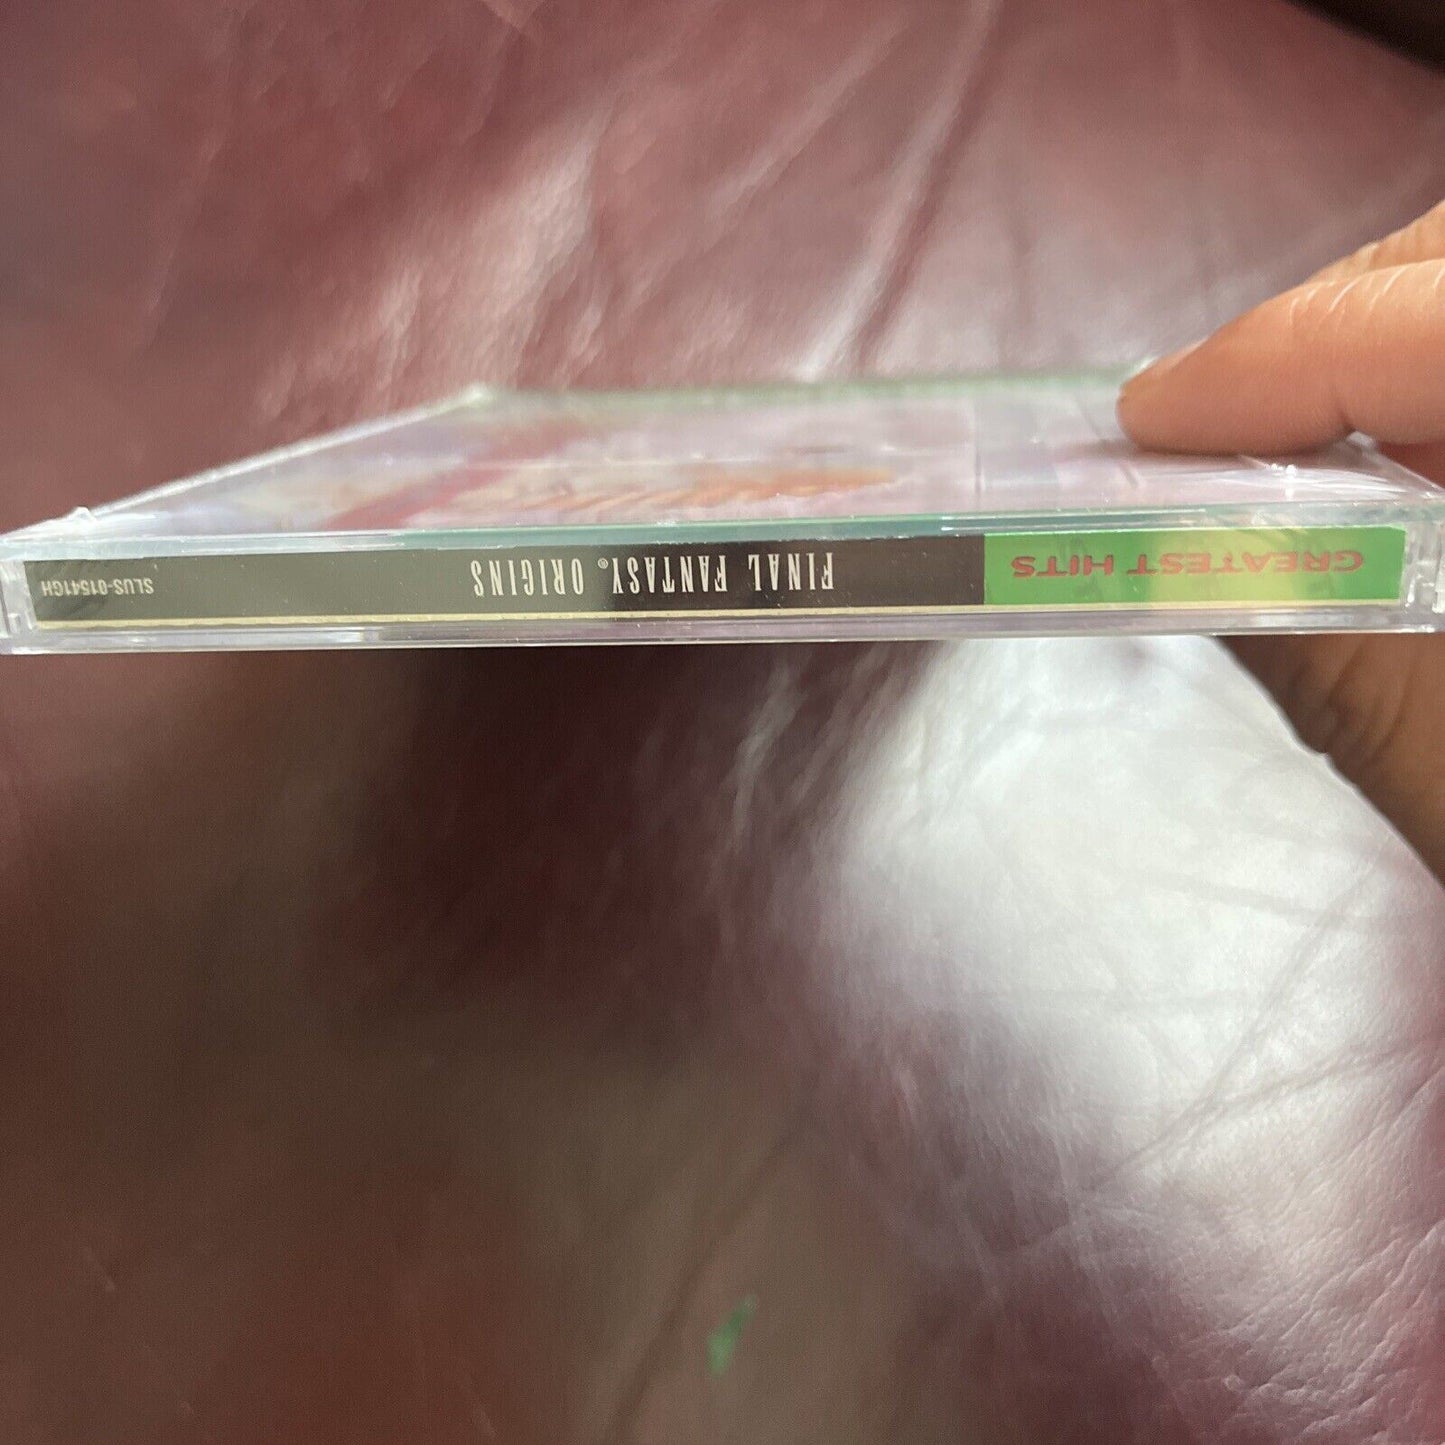 GREATEST HITS
FINAL FANTASY® ORIGINS
SLUS-01541GH